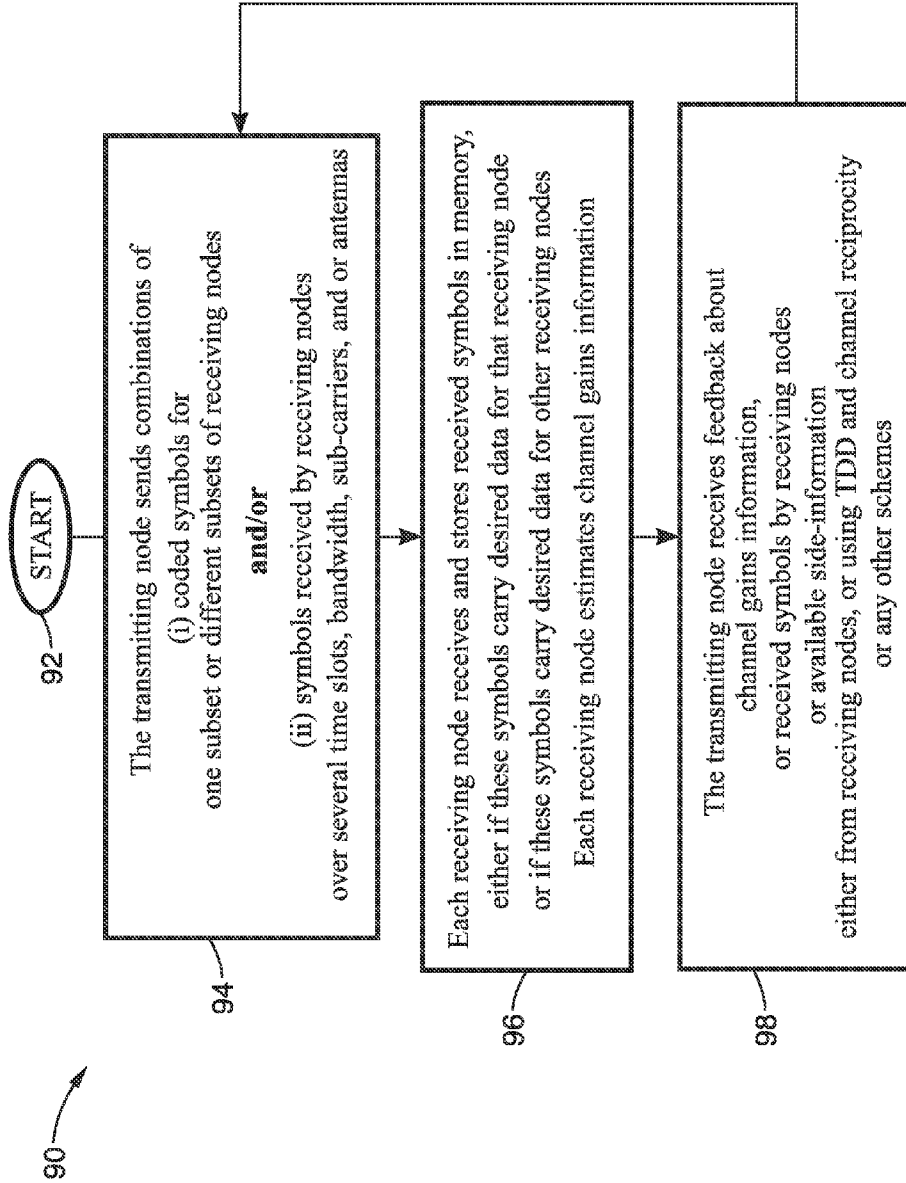 90
92
START
94
The transmitting node sends combinations of
(i) coded symbols for
one subset or different subsets of receiving nodes
and/or
(ii) symbols received by receiving nodes
over several time slots, bandwidth, sub-carriers, and or antennas
96
Each receiving node receives and stores received symbols in memory,
either if these symbols carry desired data for that receiving node
or if these symbols carry desired data for other receiving nodes
Each receiving node estimates channel gains information
98
The transmitting node receives feedback about
channel gains information,
or received symbols by receiving nodes
or available side-information
either from receiving nodes, or using TDD and channel reciprocity
or any other schemes